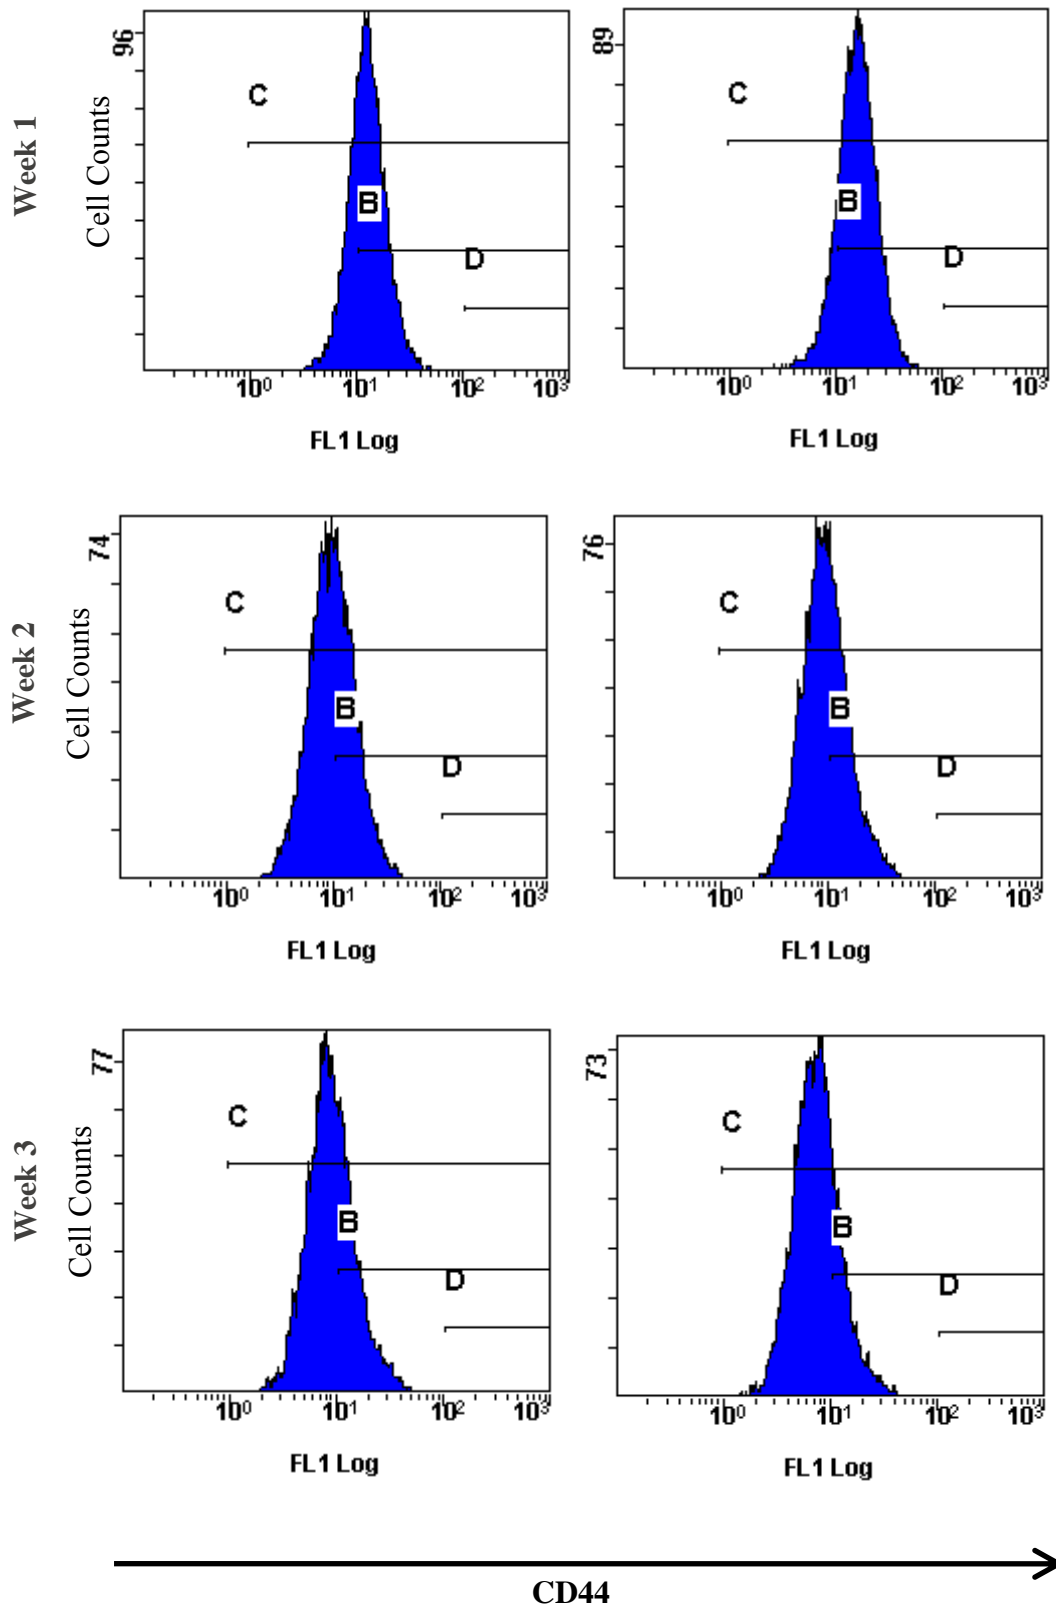 Week 1
Cell Counts
96
C
B
D
10⁰ 10¹ 10² 10³
FL1 Log
89
C
B
D
10⁰ 10¹ 10² 10³
FL1 Log
Week 2
Cell Counts
74
C
B
D
10⁰ 10¹ 10² 10³
FL1 Log
76
C
B
D
10⁰ 10¹ 10² 10³
FL1 Log
Week 3
Cell Counts
77
C
B
D
10⁰ 10¹ 10² 10³
FL1 Log
73
C
B
D
10⁰ 10¹ 10² 10³
FL1 Log
CD44